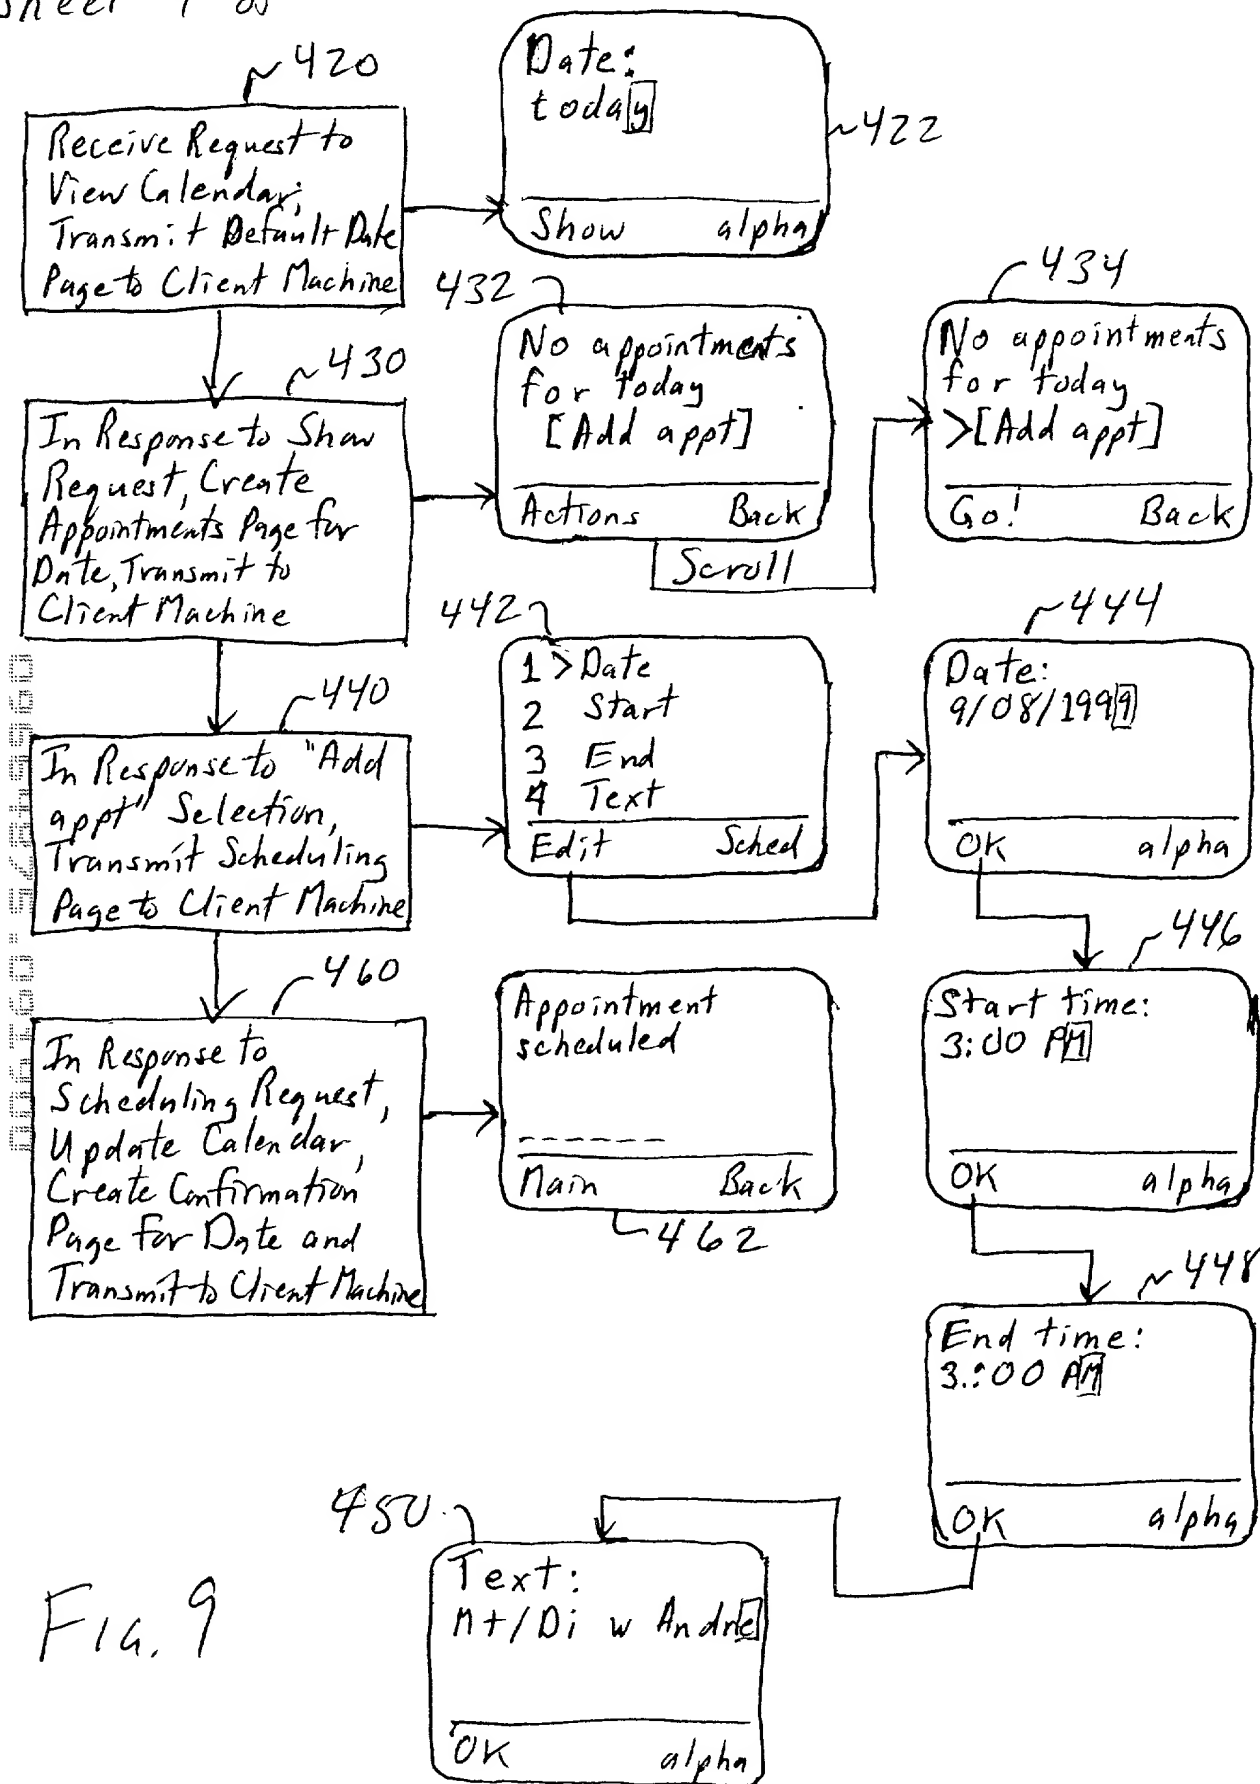 Sheet 9 of
420
Receive Request to
View Calendar;
Transmit Default Date
Page to Client Machine
Date:
today
Show alpha
422
430
In Response to Show
Request, Create
Appointments Page for
Date, Transmit to
Client Machine
432
No appointments
for today
[Add appt]
Actions Back
Scroll
434
No appointments
for today
>[Add appt]
Go! Back
440
In Response to "Add
appt" Selection,
Transmit Scheduling
Page to Client Machine
442
1 >Date
2 Start
3 End
4 Text
Edit Sched
444
Date:
9/08/1999
OK alpha
446
Start time:
3:00 PM
OK alpha
448
End time:
3:00 PM
OK alpha
450
Text:
Mt/Di w Andre
OK alpha
460
In Response to
Scheduling Request,
Update Calendar,
Create Confirmation
Page for Date and
Transmit to Client Machine
Appointment
scheduled
------
Main Back
462
Fig. 9